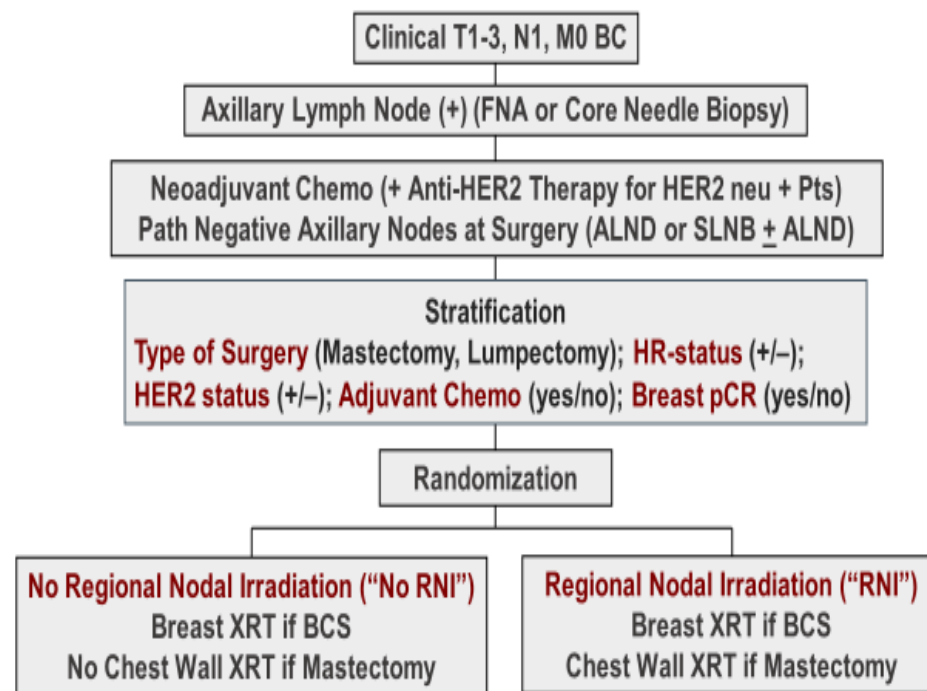 Clinical T1-3, N1, M0 BC
Axillary Lymph Node (+) (FNA or Core Needle Biopsy)
Neoadjuvant Chemo (+ Anti-HER2 Therapy for HER2 neu + Pts)
Path Negative Axillary Nodes at Surgery (ALND or SLNB ± ALND)
Stratification
Type of Surgery (Mastectomy, Lumpectomy); HR-status (+/–);
HER2 status (+/–); Adjuvant Chemo (yes/no); Breast pCR (yes/no)
Randomization
No Regional Nodal Irradiation (“No RNI”)
Breast XRT if BCS
No Chest Wall XRT if Mastectomy
Regional Nodal Irradiation (“RNI”)
Breast XRT if BCS
Chest Wall XRT if Mastectomy